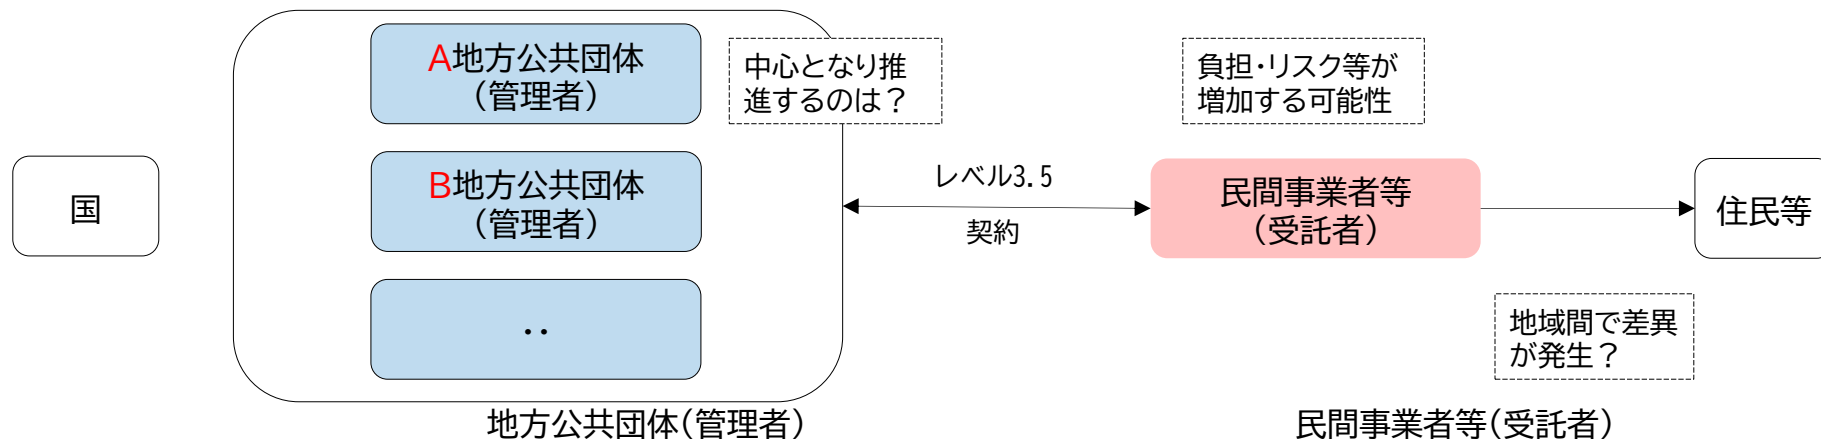 国
A地方公共団体
（管理者）
B地方公共団体
（管理者）
・・
中心となり推
進するのは？
レベル3.5
契約
負担・リスク等が
増加する可能性
民間事業者等
（受託者）
住民等
地域間で差異
が発生？
地方公共団体（管理者）
民間事業者等（受託者）